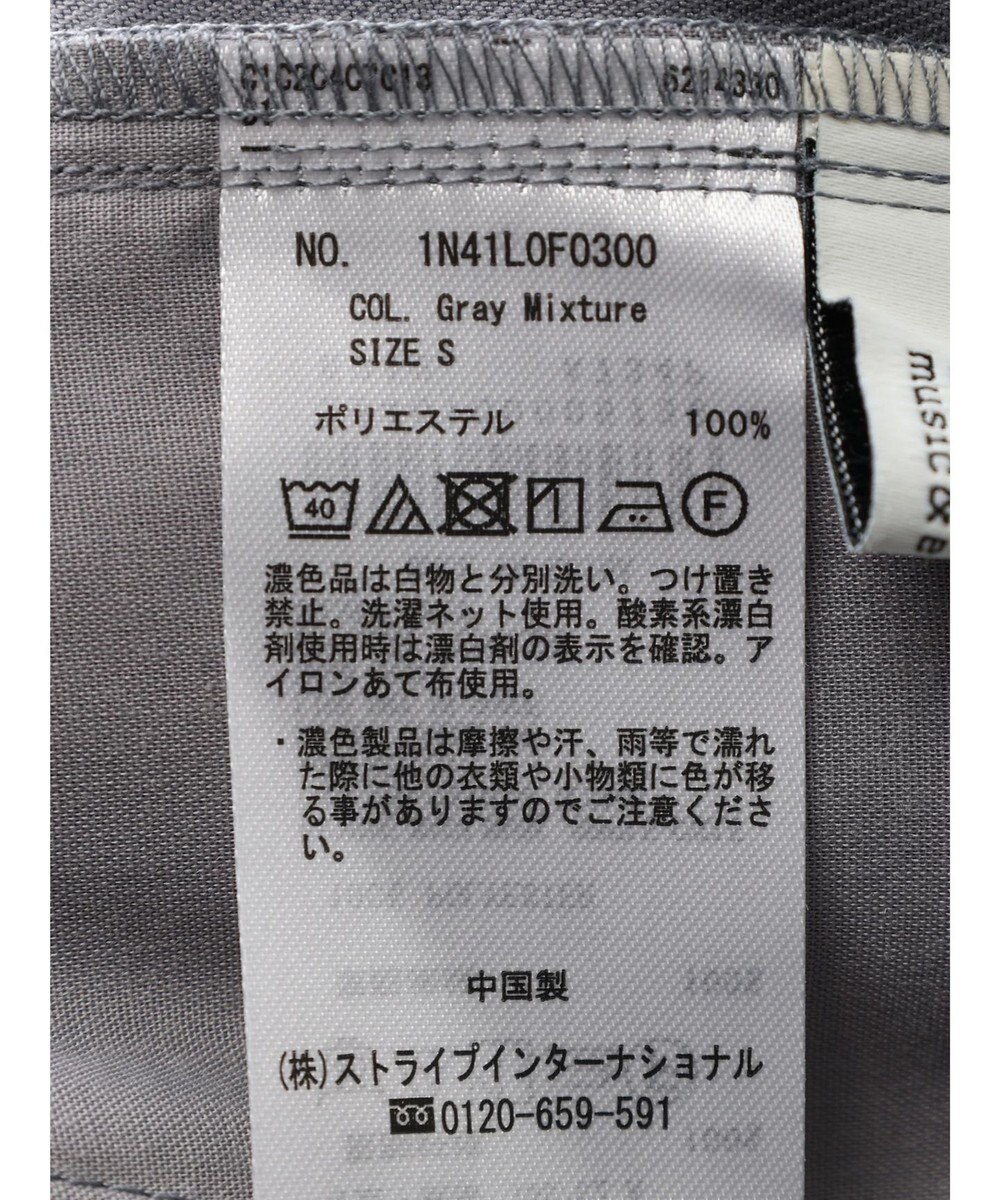 C1C2C4C7C13 6214330
NO. 1N41L0F0300
COL. Gray Mixture
SIZE S
ポリエステル 100%
40 1 F
濃色品は白物と分別洗い。つけ置き
禁止。洗濯ネット使用。酸素系漂白
剤使用時は漂白剤の表示を確認。ア
イロンあて布使用。
・濃色製品は摩擦や汗、雨等で濡れ
た際に他の衣類や小物類に色が移
る事がありますのでご注意くださ
い。
中国製
(株)ストライプインターナショナル
0120-659-591
music & e